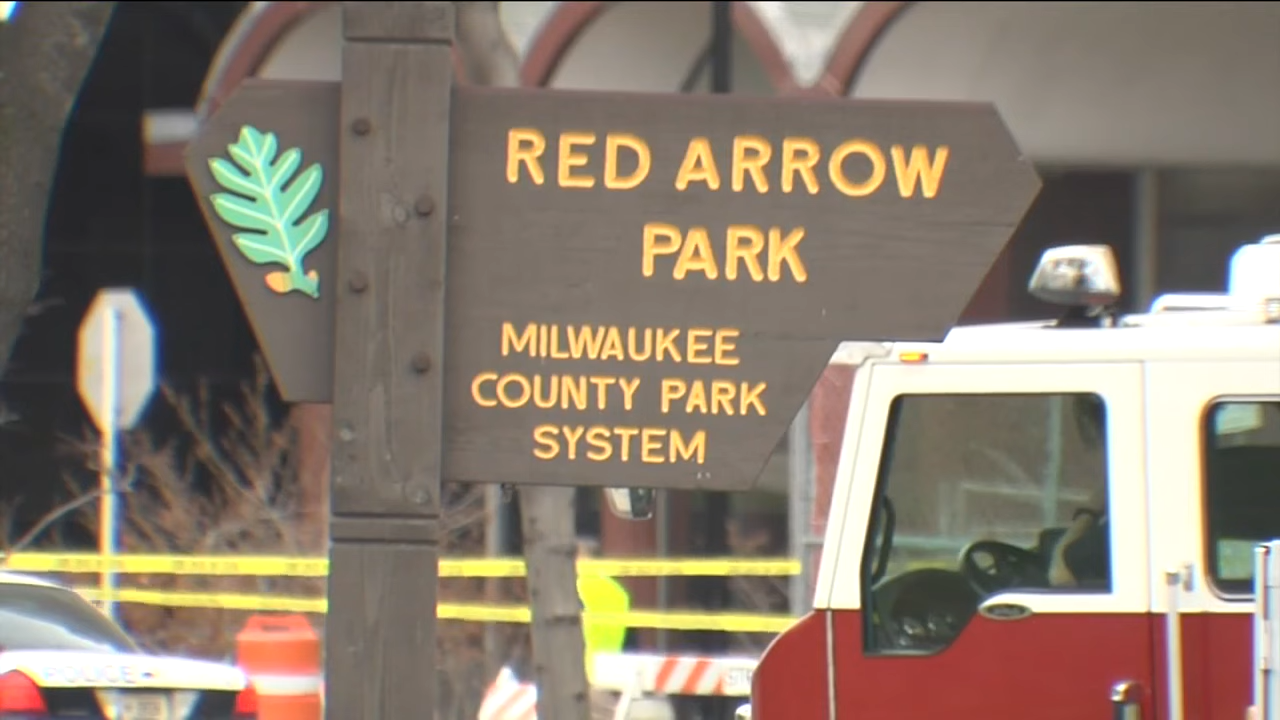 RED ARROW
PARK
MILWAUKEE
COUNTY PARK
SYSTEM
POLICE